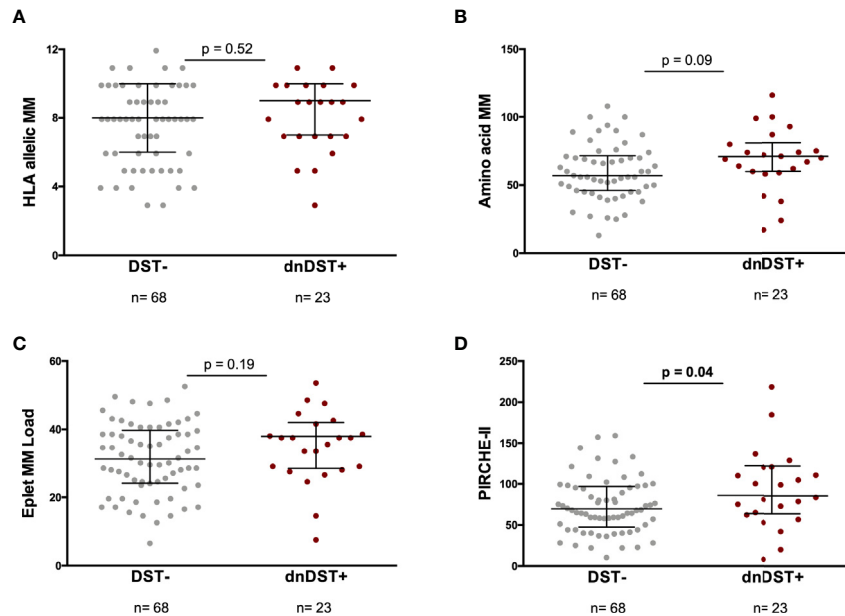 A
HLA allelic MM
12
8
4
0
p = 0.52
DST-
dnDST+
n= 68
n= 23
B
Amino acid MM
150
100
50
0
p = 0.09
DST-
dnDST+
n= 68
n= 23
C
Eplet MM Load
60
40
20
0
p = 0.19
DST-
dnDST+
n= 68
n= 23
D
PIRCHE-II
250
200
150
100
50
0
p = 0.04
DST-
dnDST+
n= 68
n= 23